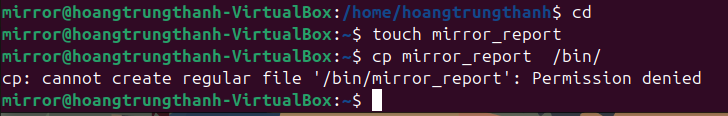 mirror@hoangtrungthanh-VirtualBox:/home/hoangtrungthanh$ cd
mirror@hoangtrungthanh-VirtualBox:~$ touch mirror_report
mirror@hoangtrungthanh-VirtualBox:~$ cp mirror_report  /bin/
cp: cannot create regular file '/bin/mirror_report': Permission denied
mirror@hoangtrungthanh-VirtualBox:~$